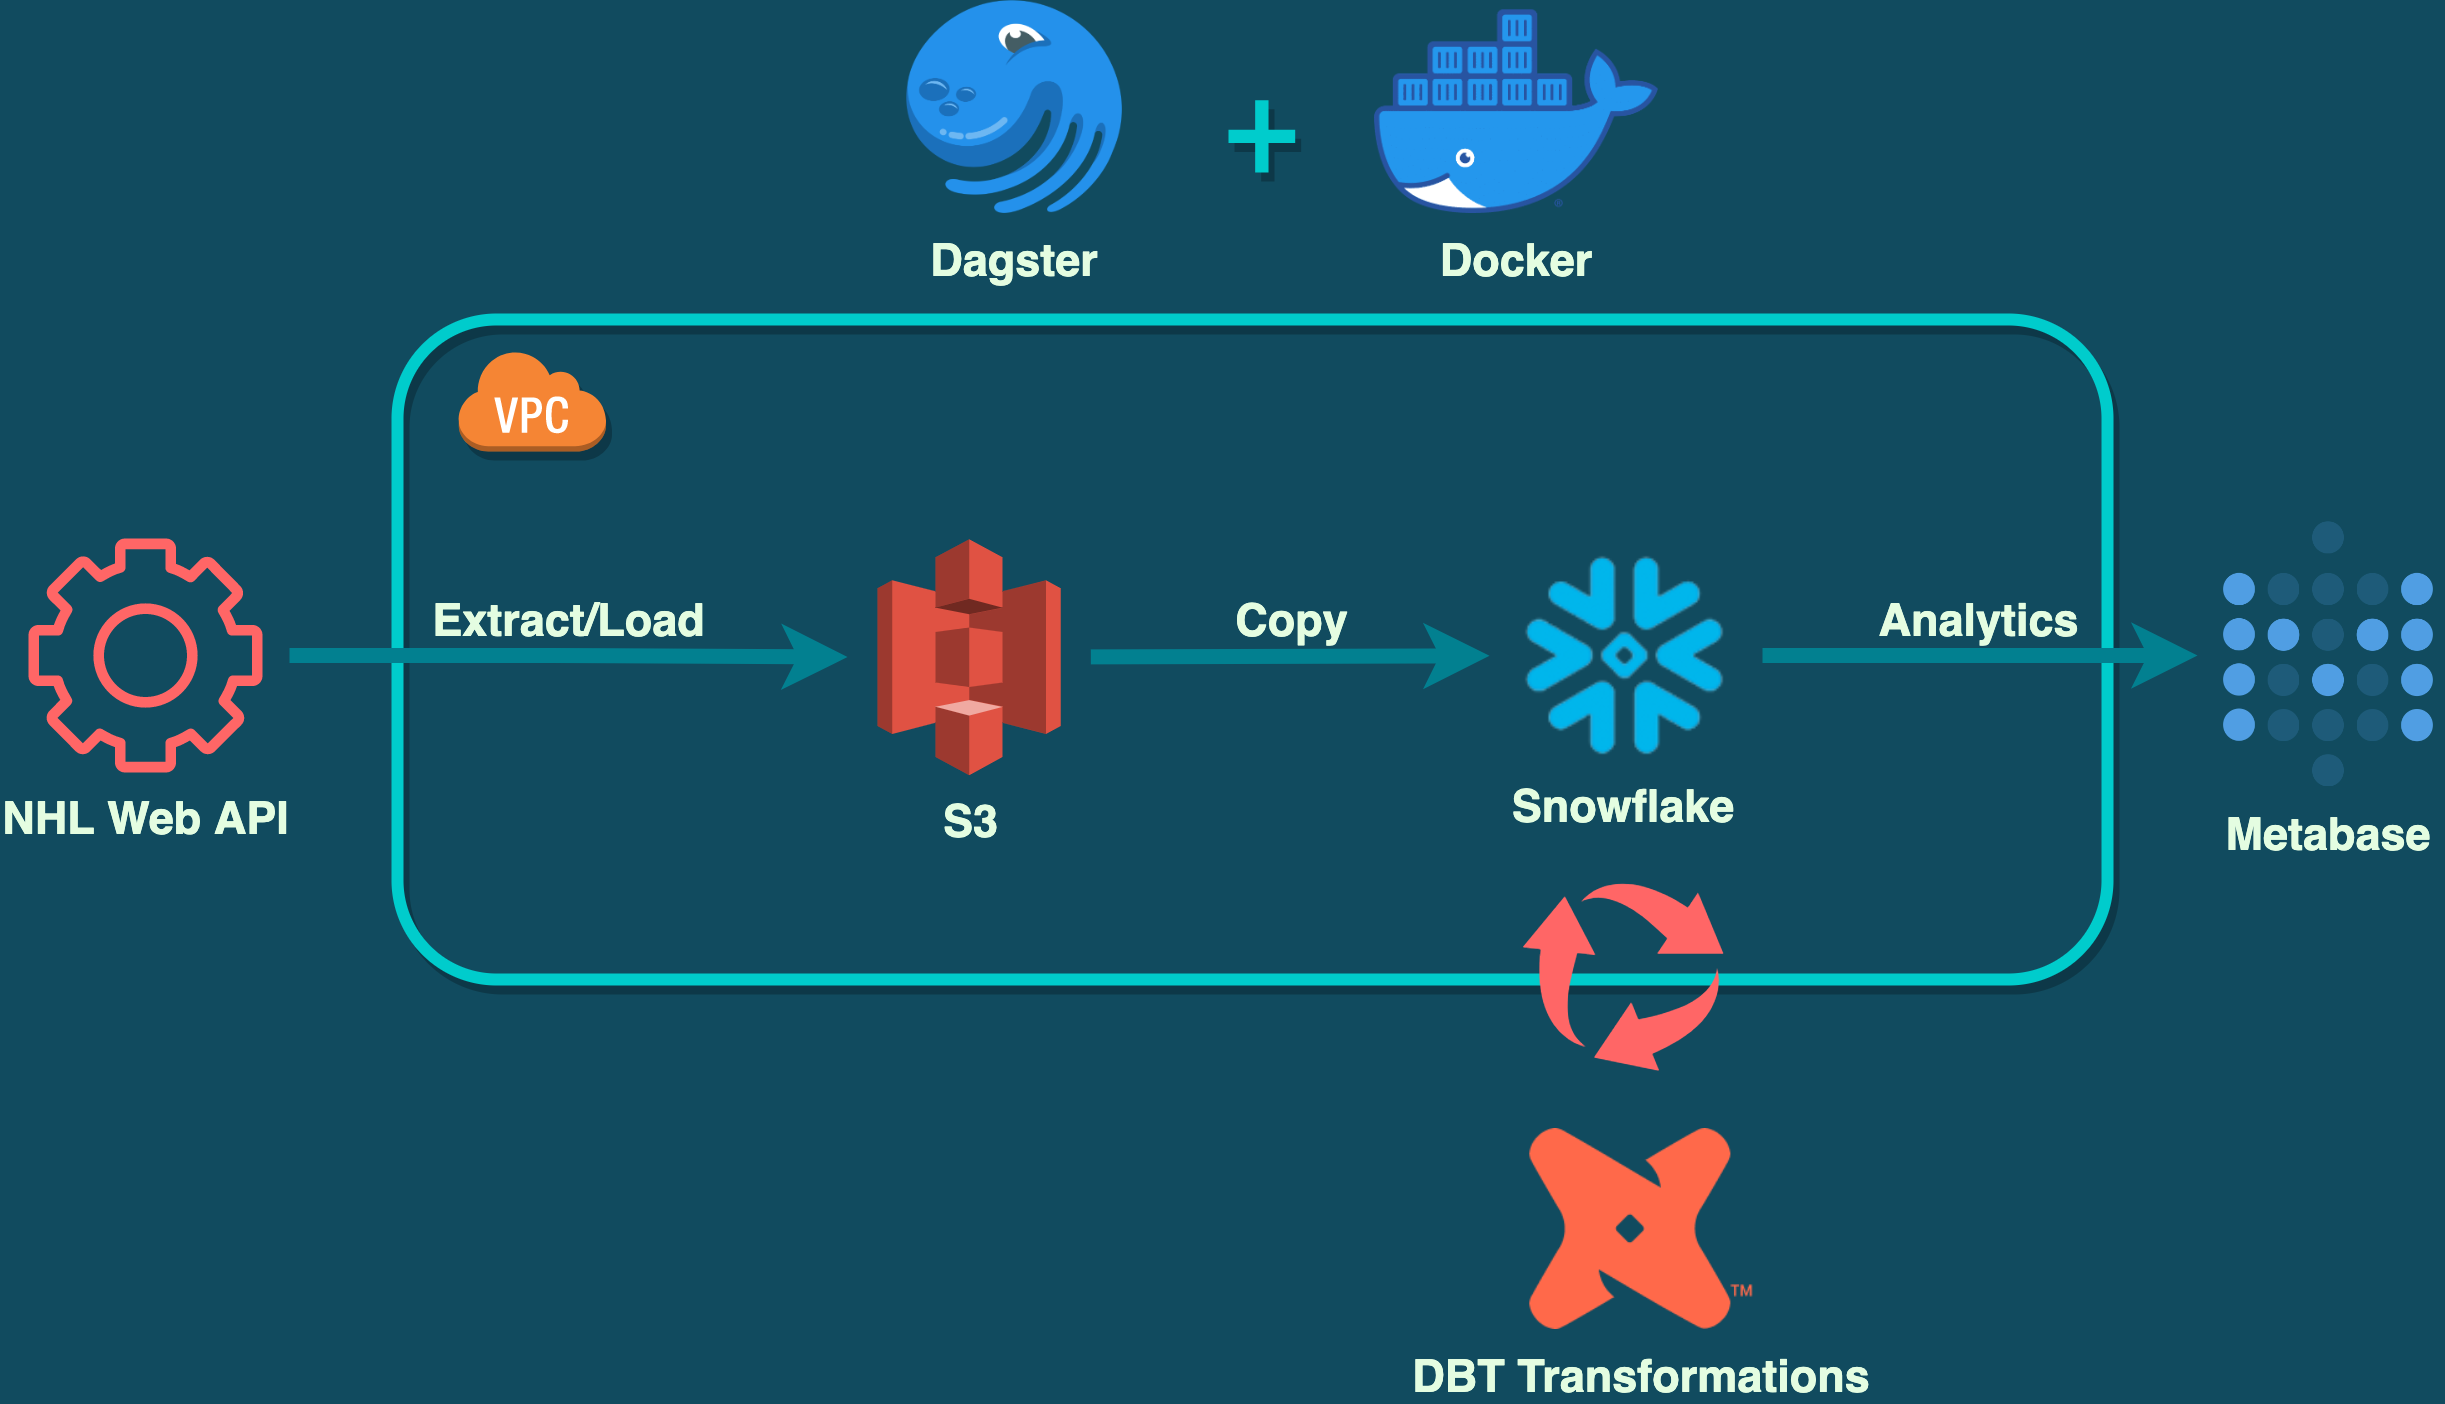 Dagster
Docker
VPC
Extract/Load
Copy
Analytics
NHL Web API
S3
Snowflake
Metabase
TM
DBT Transformations